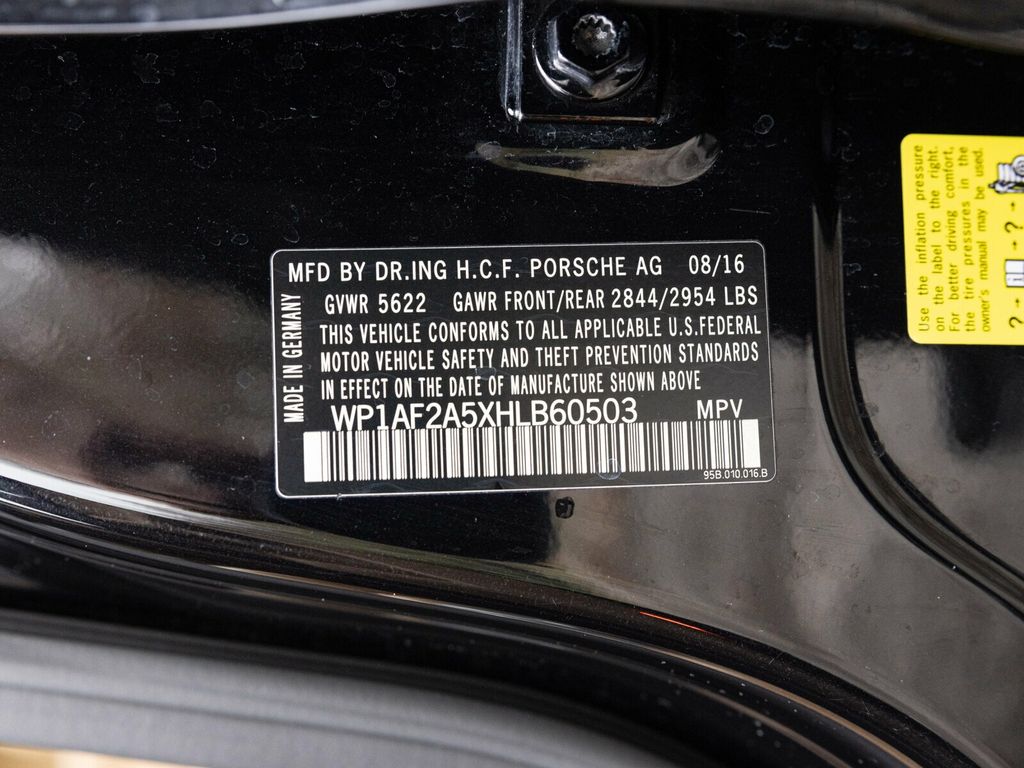 MFD BY DR.ING H.C.F. PORSCHE AG 08/16
GVWR 5622 GAWR FRONT/REAR 2844/2954 LBS
THIS VEHICLE CONFORMS TO ALL APPLICABLE U.S.FEDERAL
MOTOR VEHICLE SAFETY AND THEFT PREVENTION STANDARDS
IN EFFECT ON THE DATE OF MANUFACTURE SHOWN ABOVE
WP1AF2A5XHLB60503 MPV
95B.010.016.B
MADE IN GERMANY
Use the inflation pressure
on the label to the right.
For better driving comfort,
the tire pressures in the
owner's manual may be used.
? → → ? →